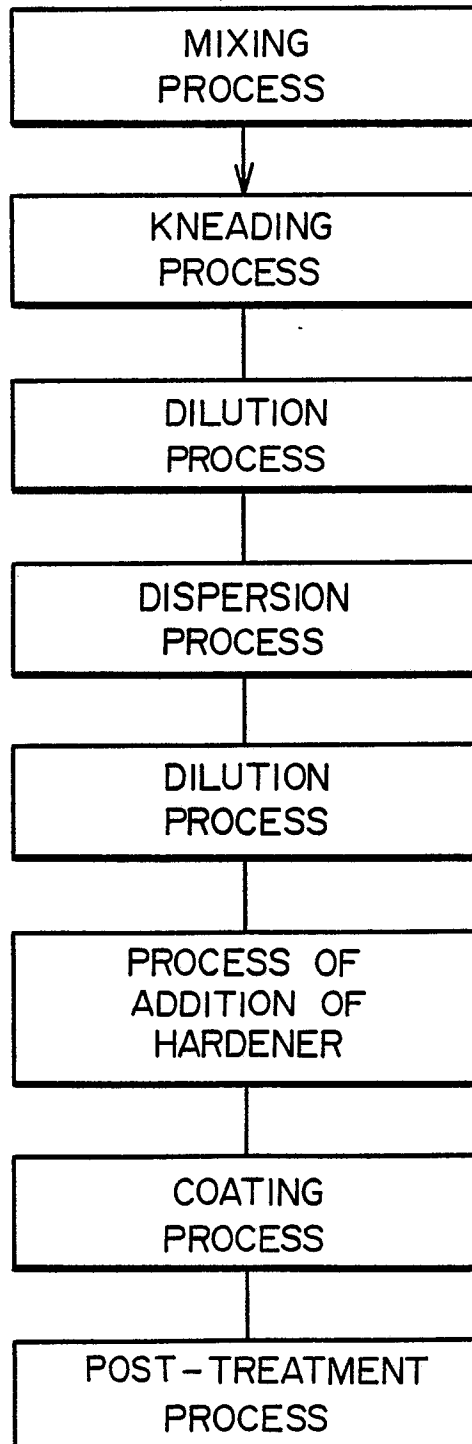 MIXING
PROCESS
KNEADING
PROCESS
DILUTION
PROCESS
DISPERSION
PROCESS
DILUTION
PROCESS
PROCESS OF
ADDITION OF
HARDENER
COATING
PROCESS
POST-TREATMENT
PROCESS